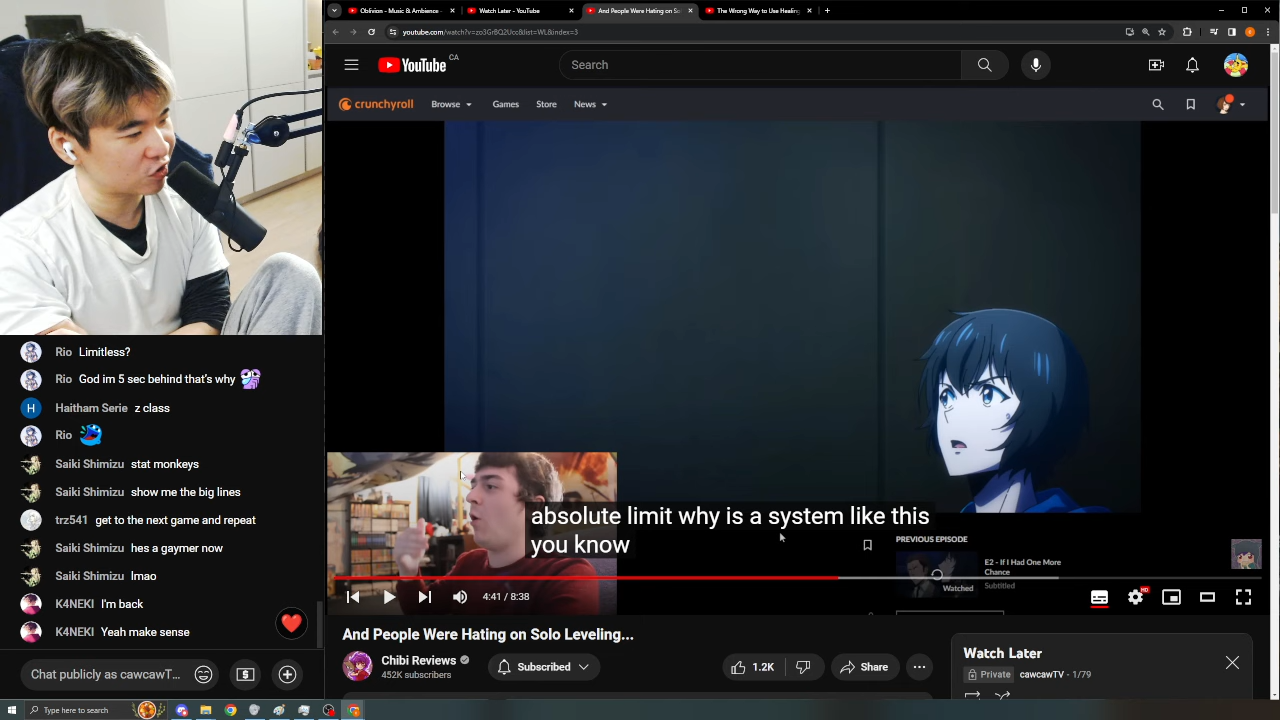 Oblivion - Music & Ambience -
Watch Later - YouTube
And People Were Hating on So
The Wrong Way to Use Healing
youtube.com/watch?v=zo3GrBQ2Ucc&list=WL&index=3
YouTube CA
Search
crunchyroll
Browse
Games
Store
News
absolute limit why is a system like this
you know
PREVIOUS EPISODE
E2 - If I Had One More
Chance
Watched
Subtitled
4:41 / 8:38
HD
Rio Limitless?
Rio God im 5 sec behind that's why
Haitham Serie z class
Rio
Saiki Shimizu stat monkeys
Saiki Shimizu show me the big lines
trz541 get to the next game and repeat
Saiki Shimizu hes a gaymer now
Saiki Shimizu lmao
K4NEKI I'm back
K4NEKI Yeah make sense
Chat publicly as cawcawT...
And People Were Hating on Solo Leveling...
Chibi Reviews
452K subscribers
Subscribed
1.2K
Share
Watch Later
Private cawcawTV - 1/79
Type here to search